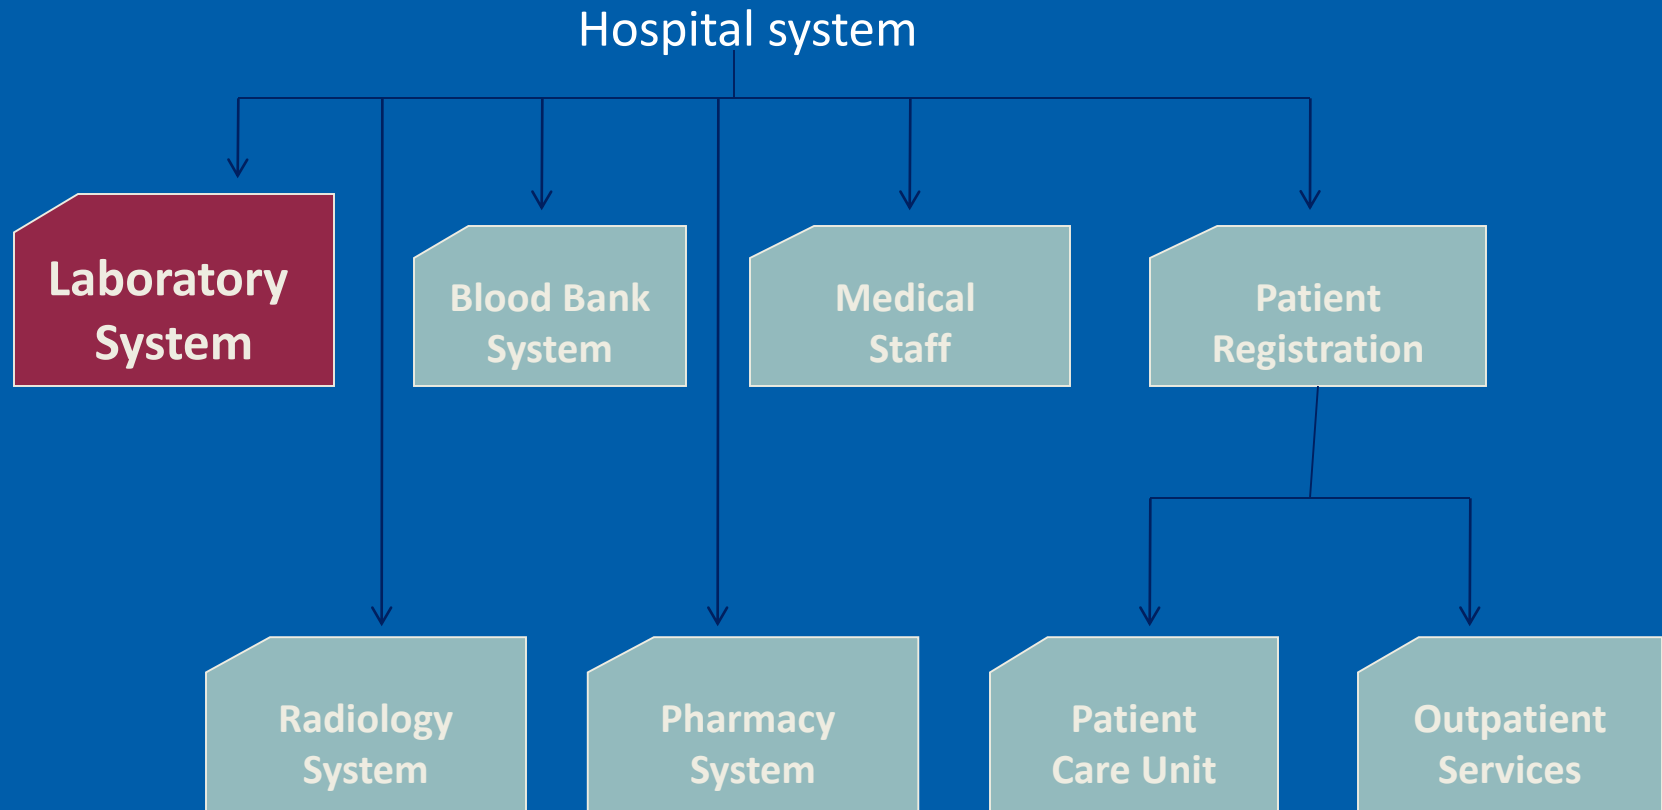 Hospital system
Laboratory
System
Blood Bank
System
Medical
Staff
Patient
Registration
Radiology
System
Pharmacy
System
Patient
Care Unit
Outpatient
Services